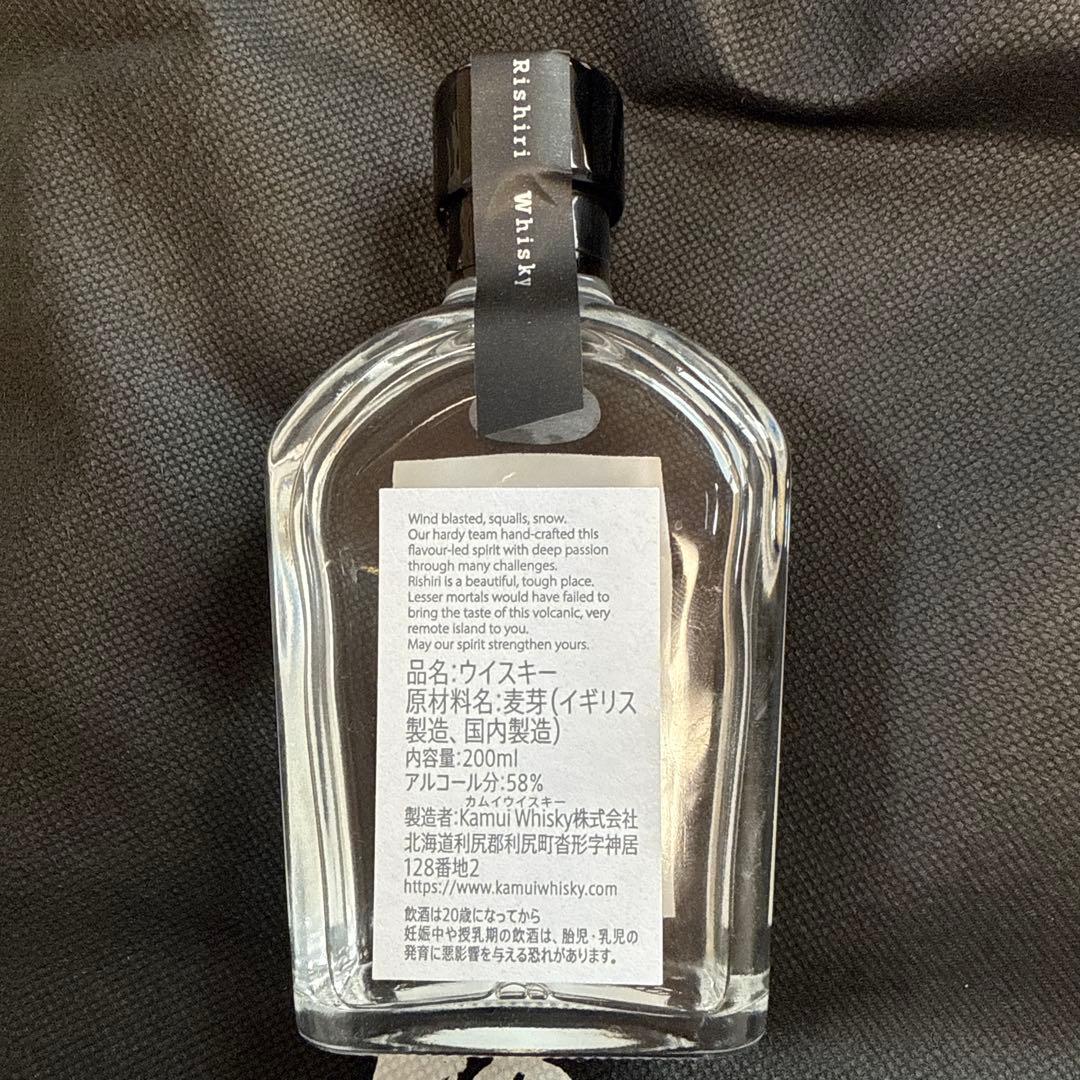 Rishiri Whisky
Wind blasted, squalls, snow.
Our hardy team hand-crafted this
flavour-led spirit with deep passion
through many challenges.
Rishiri is a beautiful, tough place.
Lesser mortals would have failed to
bring the taste of this volcanic, very
remote island to you.
May our spirit strengthen yours.
品名:ウイスキー
原材料名:麦芽(イギリス
製造、国内製造)
内容量:200ml
アルコール分:58%
カムイウイスキー
製造者:Kamui Whisky株式会社
北海道利尻郡利尻町沓形字神居
128番地2
https://www.kamuiwhisky.com
飲酒は20歳になってから
妊娠中や授乳期の飲酒は、胎児・乳児の
発育に悪影響を与える恐れがあります。